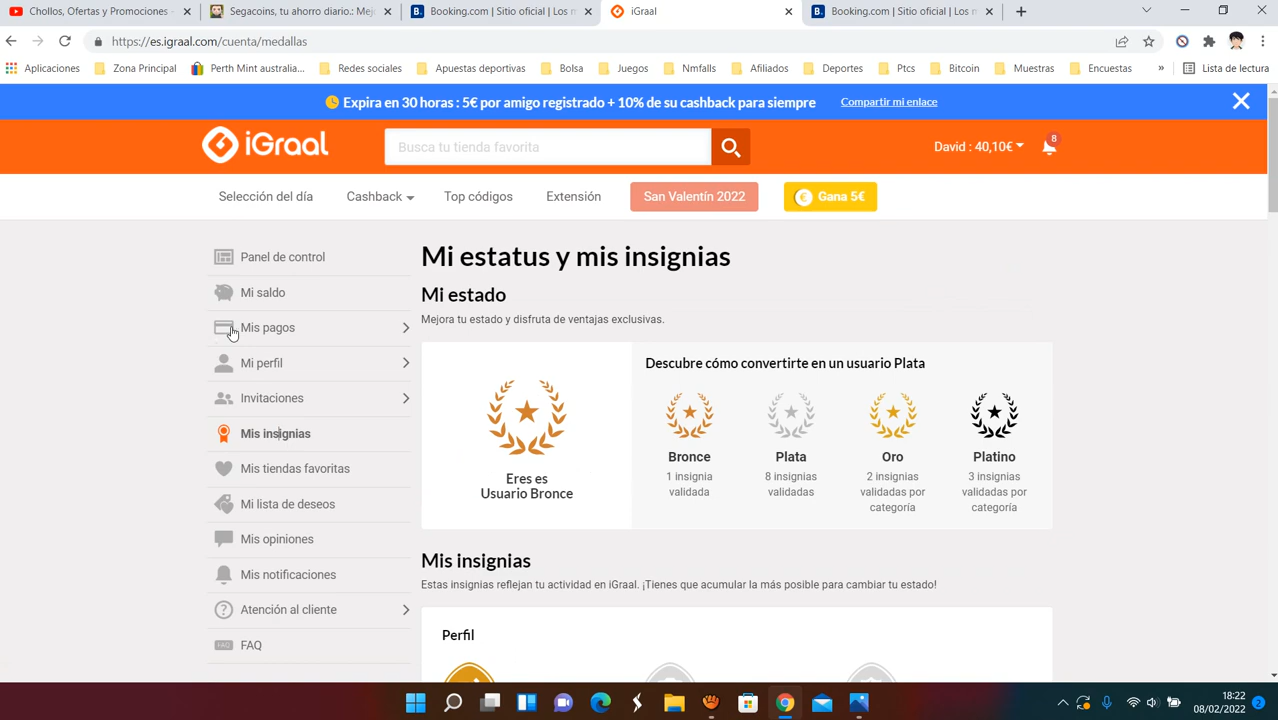 Chollos, Ofertas y Promociones -
Segacoins, tu ahorro diario.: Mej
Booking.com | Sitio oficial | Los m
iGraal
Booking.com | Sitio oficial | Los m
https://es.igraal.com/cuenta/medallas
Aplicaciones
Zona Principal
Perth Mint australia...
Redes sociales
Apuestas deportivas
Bolsa
Juegos
Nmfalls
Afiliados
Deportes
Ptcs
Bitcoin
Muestras
Encuestas
»
Lista de lectura
Expira en 30 horas : 5€ por amigo registrado + 10% de su cashback para siempre
Compartir mi enlace
iGraal
Busca tu tienda favorita
David : 40,10€
8
Selección del día
Cashback
Top códigos
Extensión
San Valentín 2022
€ Gana 5€
Panel de control
Mi saldo
Mis pagos
Mi perfil
Invitaciones
Mis insignias
Mis tiendas favoritas
Mi lista de deseos
Mis opiniones
Mis notificaciones
Atención al cliente
FAQ
FAQ
Mi estatus y mis insignias
Mi estado
Mejora tu estado y disfruta de ventajas exclusivas.
Eres es
Usuario Bronce
Descubre cómo convertirte en un usuario Plata
Bronce
1 insignia
validada
Plata
8 insignias
validadas
Oro
2 insignias
validadas por
categoría
Platino
3 insignias
validadas por
categoría
Mis insignias
Estas insignias reflejan tu actividad en iGraal. ¡Tienes que acumular la más posible para cambiar tu estado!
Perfil
18:22
08/02/2022
2